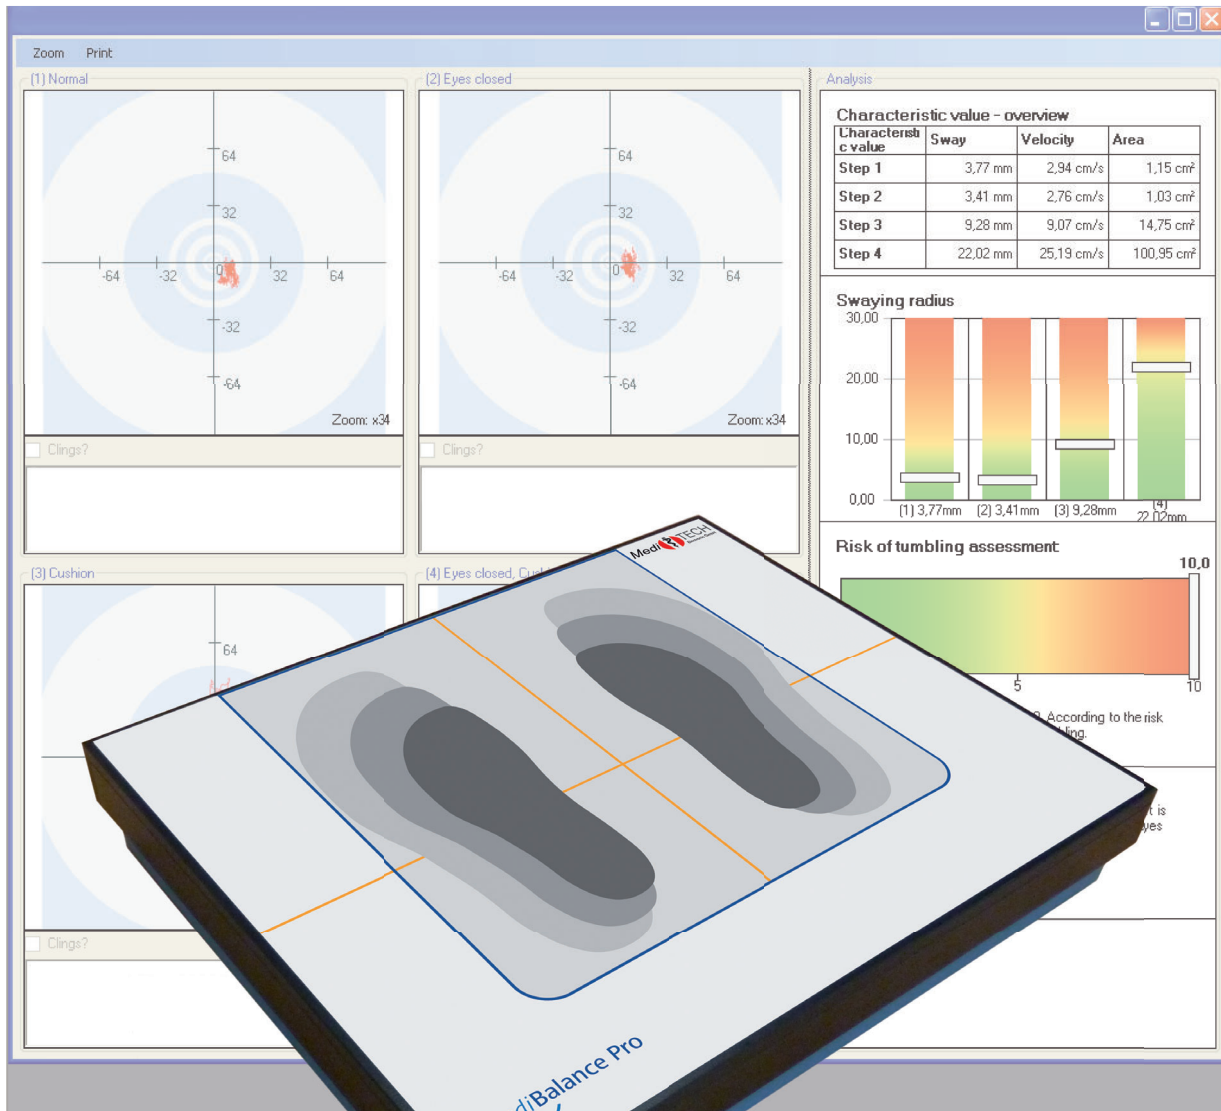 Zoom Print
(1) Normal
64
32
-64 -32 0 32 64
-32
-64
Zoom: x34
Clings?
(2) Eyes closed
64
32
-64 -32 0 32 64
-32
-64
Zoom: x34
Clings?
(3) Cushion
64
Clings?
(4) Eyes closed,
Analysis
Characteristic value - overview
Characteristi
c value Sway Velocity Area
Step 1 3,77 mm 2,94 cm/s 1,15 cm²
Step 2 3,41 mm 2,76 cm/s 1,03 cm²
Step 3 9,28 mm 9,07 cm/s 14,75 cm²
Step 4 22,02 mm 25,19 cm/s 100,95 cm²
Swaying radius
30,00
20,00
10,00
0,00
(1) 3,77mm (2) 3,41mm (3) 9,28mm (4)
22,02mm
Risk of tumbling assessment
10,0
5 10
According to the risk
is
MediTECH
diBalance Pro